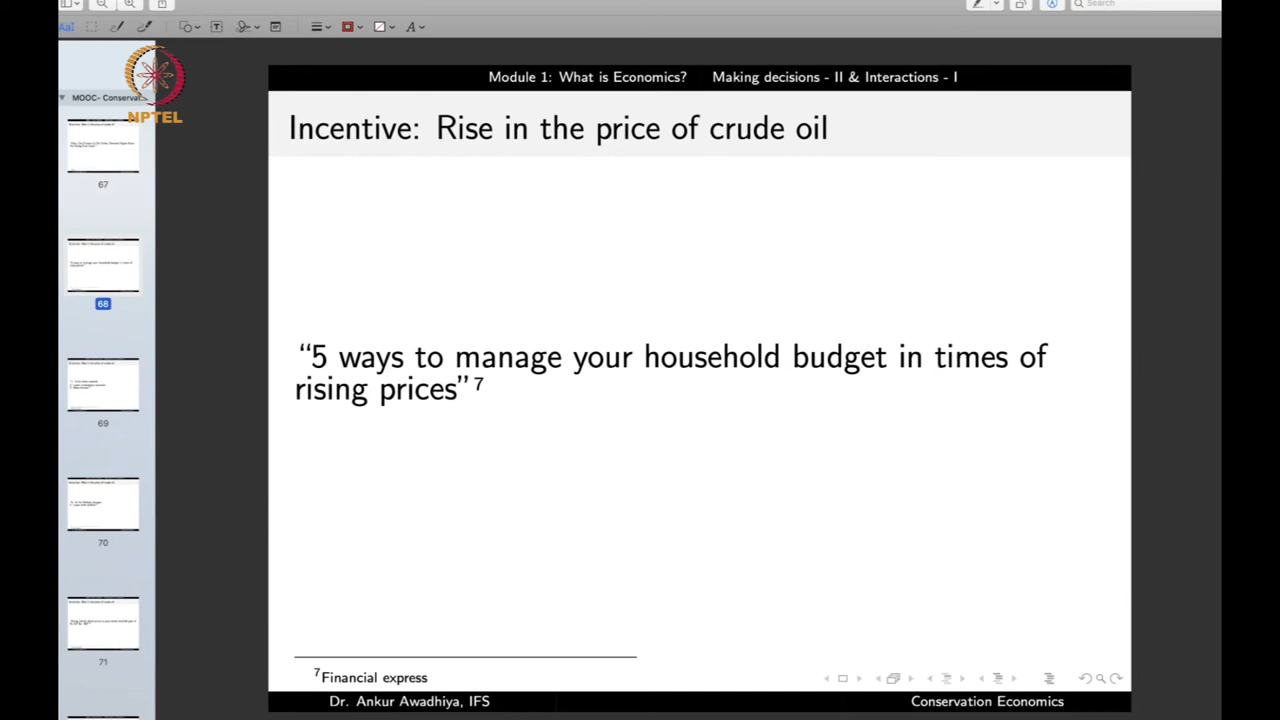 Search
MOOC- Conservat...
NPTEL
67
68
69
70
71
Module 1: What is Economics? Making decisions - II & Interactions - I
Incentive: Rise in the price of crude oil
“5 ways to manage your household budget in times of
rising prices”7
7Financial express
Dr. Ankur Awadhiya, IFS Conservation Economics